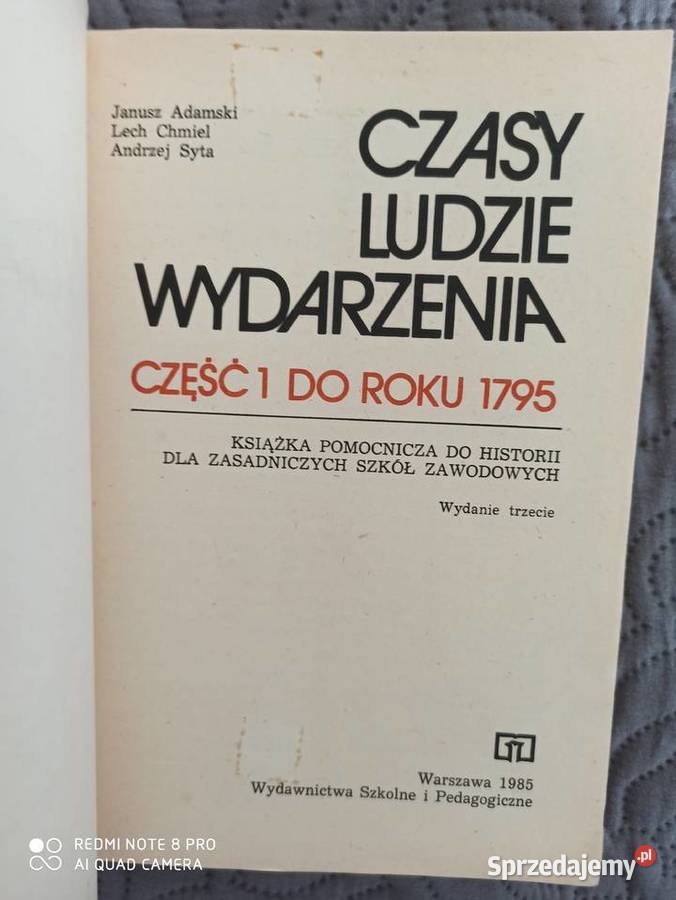 Janusz Adamski
Lech Chmiel
Andrzej Syta
CZASY
LUDZIE
WYDARZENIA
CZĘŚĆ 1 DO ROKU 1795
KSIĄŻKA POMOCNICZA DO HISTORII
DLA ZASADNICZYCH SZKÓŁ ZAWODOWYCH
Wydanie trzecie
Warszawa 1985
Wydawnictwa Szkolne i Pedagogiczne
REDMI NOTE 8 PRO
AI QUAD CAMERA
Sprzedajemy.pl